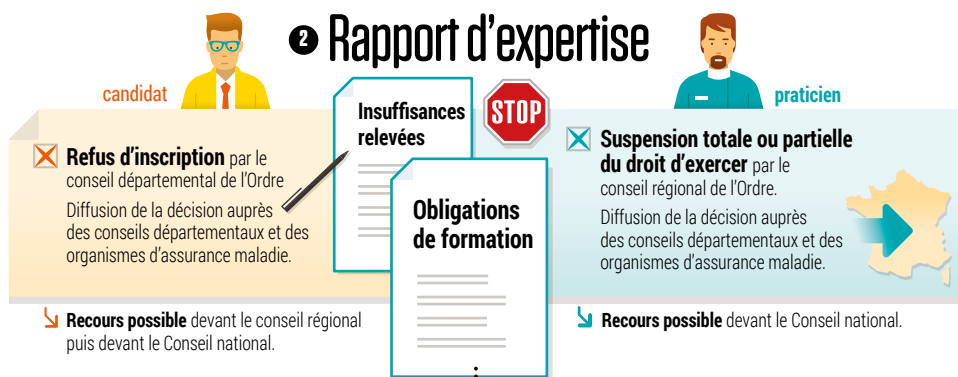 2 Rapport d'expertise
candidat
Refus d'inscription par le
conseil départemental de l'Ordre
Diffusion de la décision auprès
des conseils départementaux et des
organismes d'assurance maladie.
Recours possible devant le conseil régional
puis devant le Conseil national.
Insuffisances
relevées
Obligations
de formation
STOP
praticien
Suspension totale ou partielle
du droit d'exercer par le
conseil régional de l'Ordre.
Diffusion de la décision auprès
des conseils départementaux et des
organismes d'assurance maladie.
Recours possible devant le Conseil national.